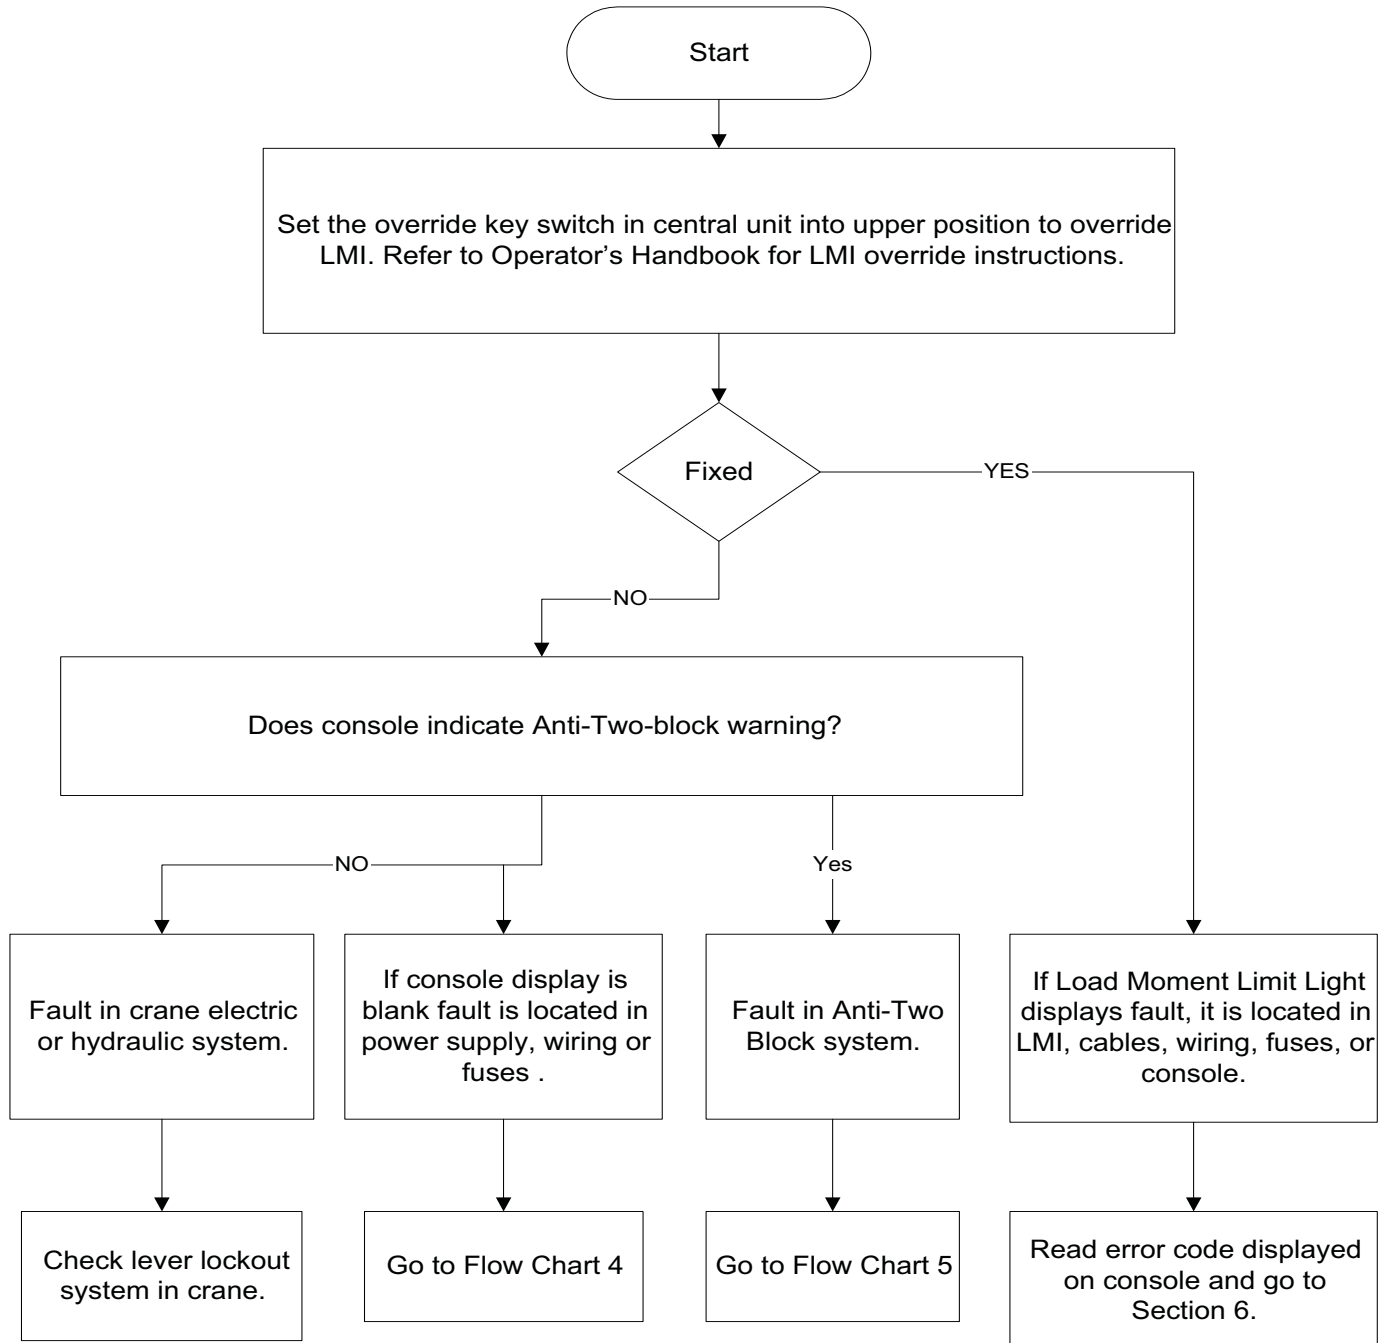 Start
Set the override key switch in central unit into upper position to override
LMI. Refer to Operator’s Handbook for LMI override instructions.
Fixed
YES
NO
Does console indicate Anti-Two-block warning?
NO
Yes
Fault in crane electric
or hydraulic system.
If console display is
blank fault is located in
power supply, wiring or
fuses .
Fault in Anti-Two
Block system.
If Load Moment Limit Light
displays fault, it is located in
LMI, cables, wiring, fuses, or
console.
Check lever lockout
system in crane.
Go to Flow Chart 4
Go to Flow Chart 5
Read error code displayed
on console and go to
Section 6.